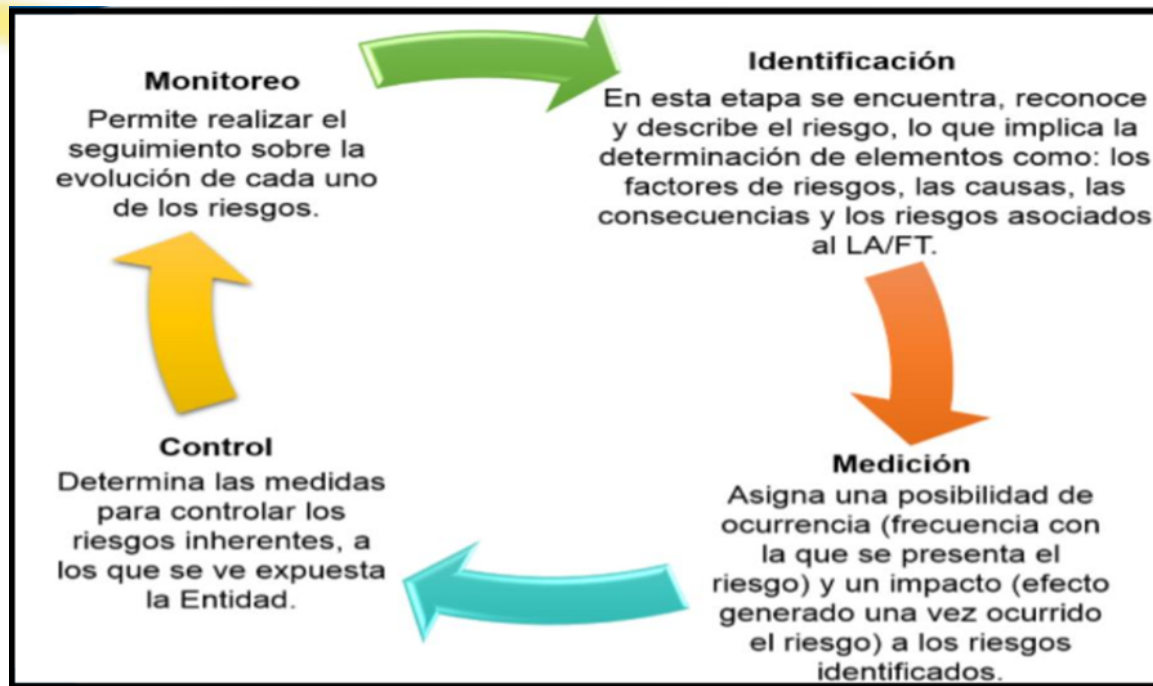 Monitoreo
Permite realizar el
seguimiento sobre la
evolución de cada uno
de los riesgos.
Identificación
En esta etapa se encuentra, reconoce
y describe el riesgo, lo que implica la
determinación de elementos como: los
factores de riesgos, las causas, las
consecuencias y los riesgos asociados
al LA/FT.
Medición
Asigna una posibilidad de
ocurrencia (frecuencia con
la que se presenta el
riesgo) y un impacto (efecto
generado una vez ocurrido
el riesgo) a los riesgos
identificados.
Control
Determina las medidas
para controlar los
riesgos inherentes, a
los que se ve expuesta
la Entidad.